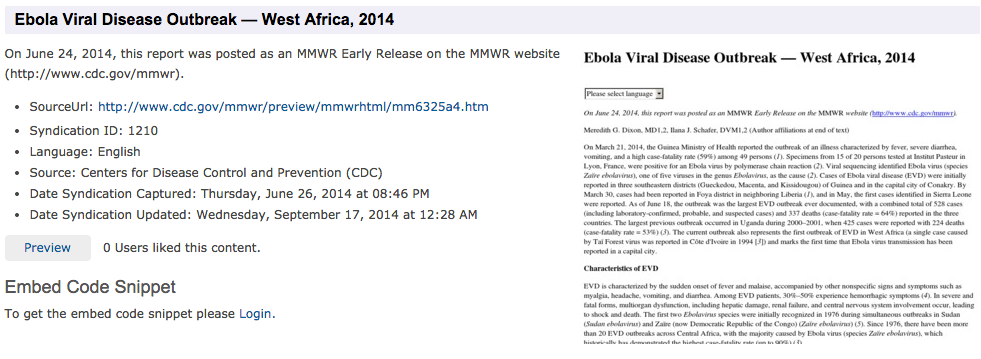 Ebola Viral Disease Outbreak — West Africa, 2014
On June 24, 2014, this report was posted as an MMWR Early Release on the MMWR website
(http://www.cdc.gov/mmwr).
SourceUrl: http://www.cdc.gov/mmwr/preview/mmwrhtml/mm6325a4.htm
Syndication ID: 1210
Language: English
Source: Centers for Disease Control and Prevention (CDC)
Date Syndication Captured: Thursday, June 26, 2014 at 08:46 PM
Date Syndication Updated: Wednesday, September 17, 2014 at 12:28 AM
Preview
0 Users liked this content.
Embed Code Snippet
To get the embed code snippet please Login.
Ebola Viral Disease Outbreak — West Africa, 2014
Please select language
On June 24, 2014, this report was posted as an MMWR Early Release on the MMWR website (http://www.cdc.gov/mmwr).
Meredith G. Dixon, MD1,2, Ilana J. Schafer, DVM1,2 (Author affiliations at end of text)
On March 21, 2014, the Guinea Ministry of Health reported the outbreak of an illness characterized by fever, severe diarrhea,
vomiting, and a high case-fatality rate (59%) among 49 persons (1). Specimens from 15 of 20 persons tested at Institut Pasteur in
Lyon, France, were positive for an Ebola virus by polymerase chain reaction (2). Viral sequencing identified Ebola virus (species
Zaïre ebolavirus), one of five viruses in the genus Ebolavirus, as the cause (2). Cases of Ebola viral disease (EVD) were initially
reported in three southeastern districts (Gueckedou, Macenta, and Kissidougou) of Guinea and in the capital city of Conakry. By
March 30, cases had been reported in Foya district in neighboring Liberia (1), and in May, the first cases identified in Sierra Leone
were reported. As of June 18, the outbreak was the largest EVD outbreak ever documented, with a combined total of 528 cases
(including laboratory-confirmed, probable, and suspected cases) and 337 deaths (case-fatality rate = 64%) reported in the three
countries. The largest previous outbreak occurred in Uganda during 2000–2001, when 425 cases were reported with 224 deaths
(case-fatality rate = 53%) (3). The current outbreak also represents the first outbreak of EVD in West Africa (a single case caused
by Taï Forest virus was reported in Côte d'Ivoire in 1994 [3]) and marks the first time that Ebola virus transmission has been
reported in a capital city.
Characteristics of EVD
EVD is characterized by the sudden onset of fever and malaise, accompanied by other nonspecific signs and symptoms such as
myalgia, headache, vomiting, and diarrhea. Among EVD patients, 30%–50% experience hemorrhagic symptoms (4). In severe and
fatal forms, multiorgan dysfunction, including hepatic damage, renal failure, and central nervous system involvement occur, leading
to shock and death. The first two Ebolavirus species were initially recognized in 1976 during simultaneous outbreaks in Sudan
(Sudan ebolavirus) and Zaïre (now Democratic Republic of the Congo) (Zaïre ebolavirus) (5). Since 1976, there have been more
than 20 EVD outbreaks across Central Africa, with the majority caused by Ebola virus (species Zaïre ebolavirus), which
historically has demonstrated the highest case-fatality rate (up to 90%) (3).